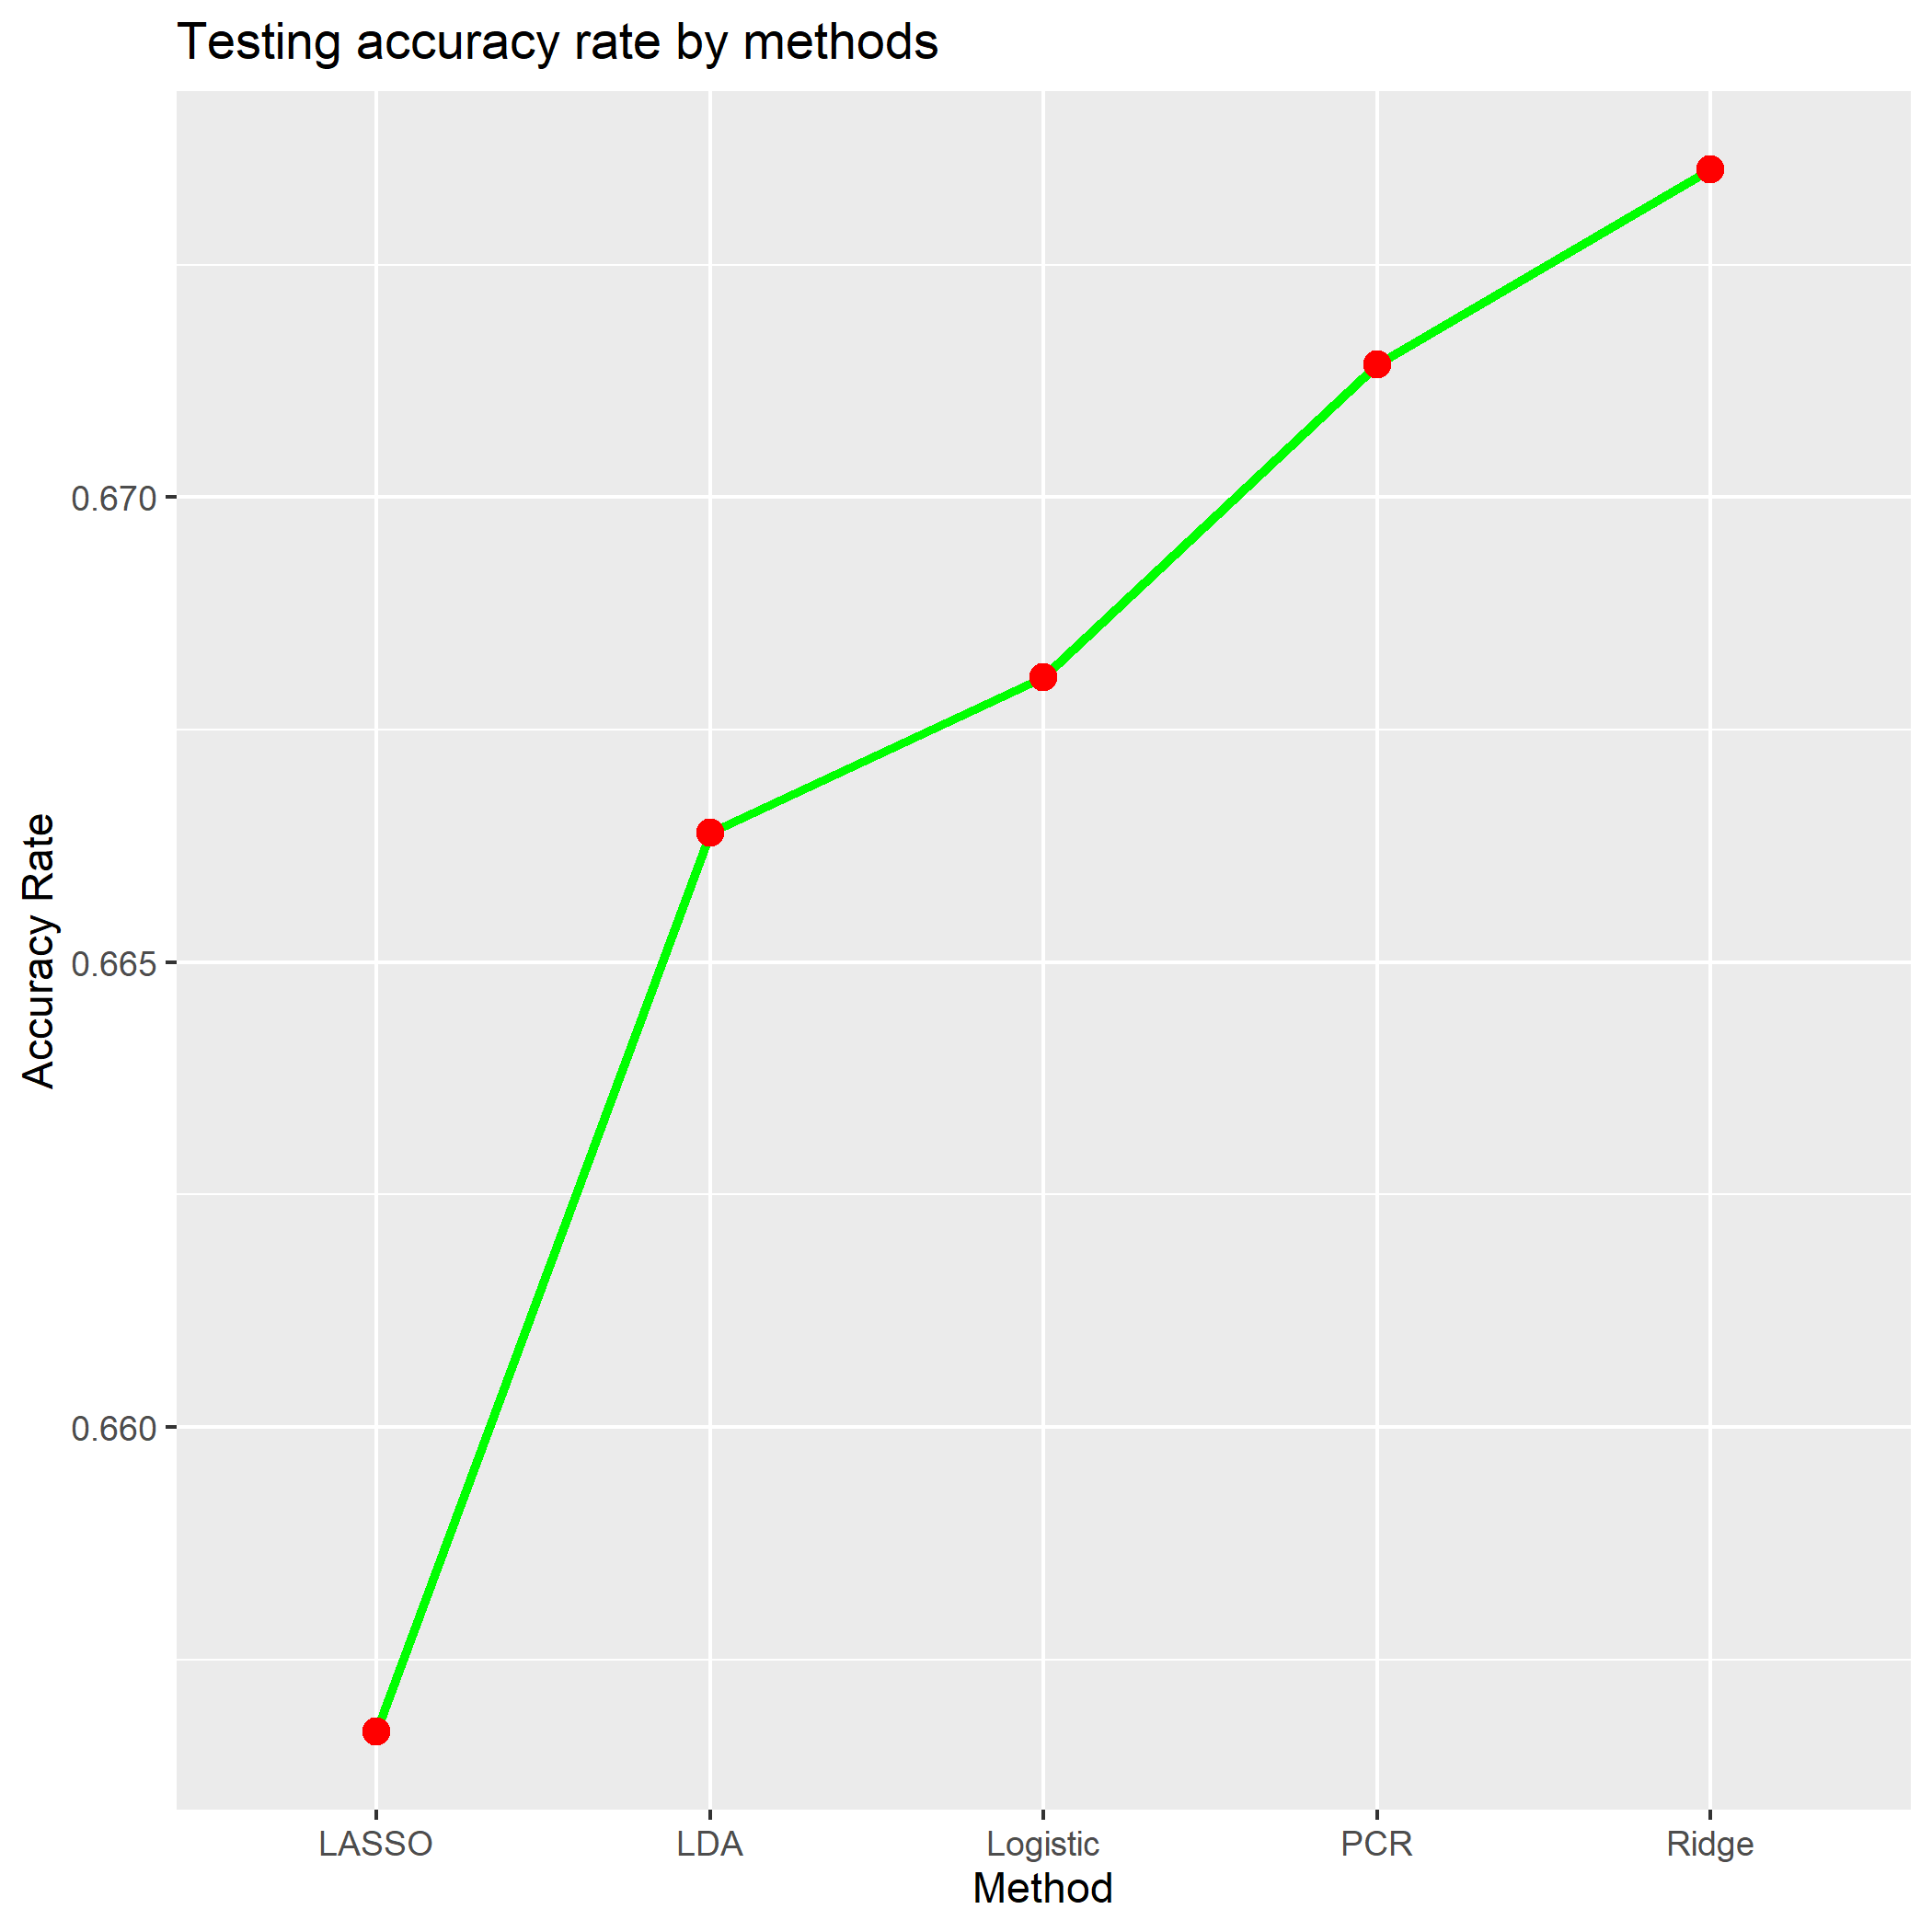 Testing accuracy rate by methods
Accuracy Rate
0.670
0.665
0.660
LASSO LDA Logistic PCR Ridge
Method